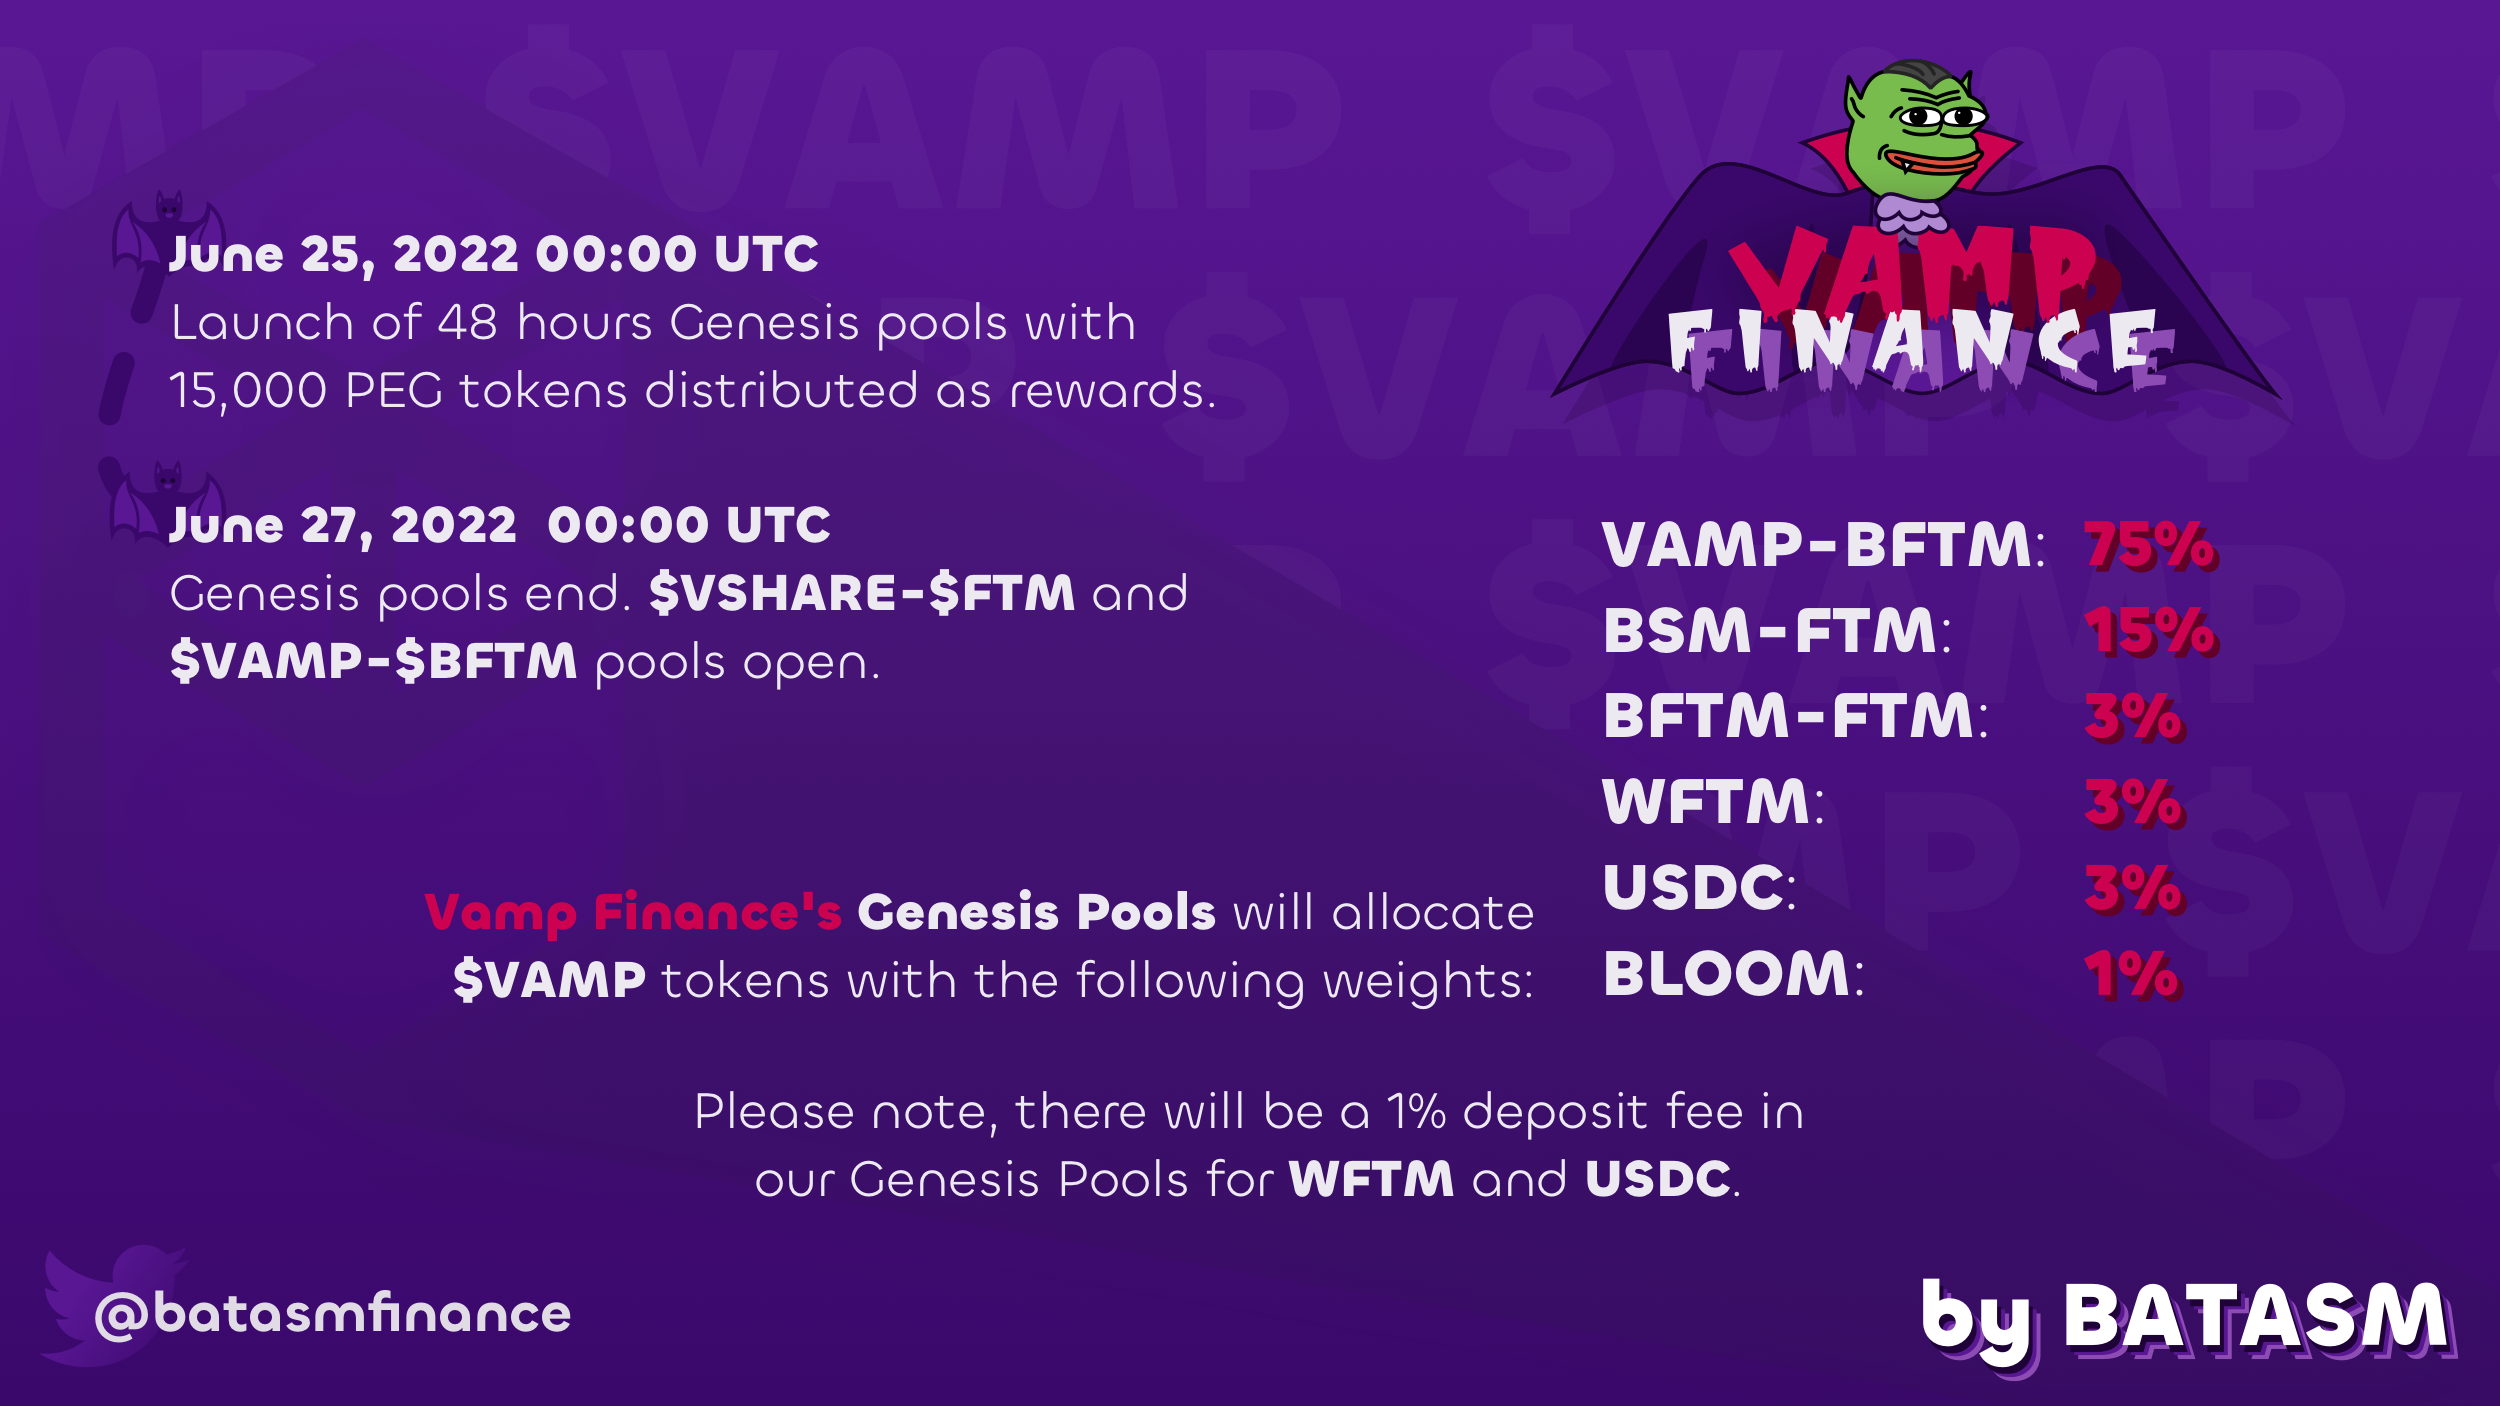 June 25, 2022 00:00 UTC
Launch of 48 hours Genesis pools with
15,000 PEG tokens distributed as rewards.
June 27, 2022  00:00 UTC
Genesis pools end. $VSHARE-$FTM and
$VAMP-$BFTM pools open.
VAMP
FINANCE
Vamp Finance's Genesis Pools will allocate
$VAMP tokens with the following weights:
VAMP-BFTM: 75%
BSM-FTM: 15%
BFTM-FTM: 3%
WFTM: 3%
USDC: 3%
BLOOM: 1%
Please note, there will be a 1% deposit fee in
our Genesis Pools for WFTM and USDC.
@batasmfinance
by BATASM
$VAMP
$VAMP
$VAMP
$VAMP